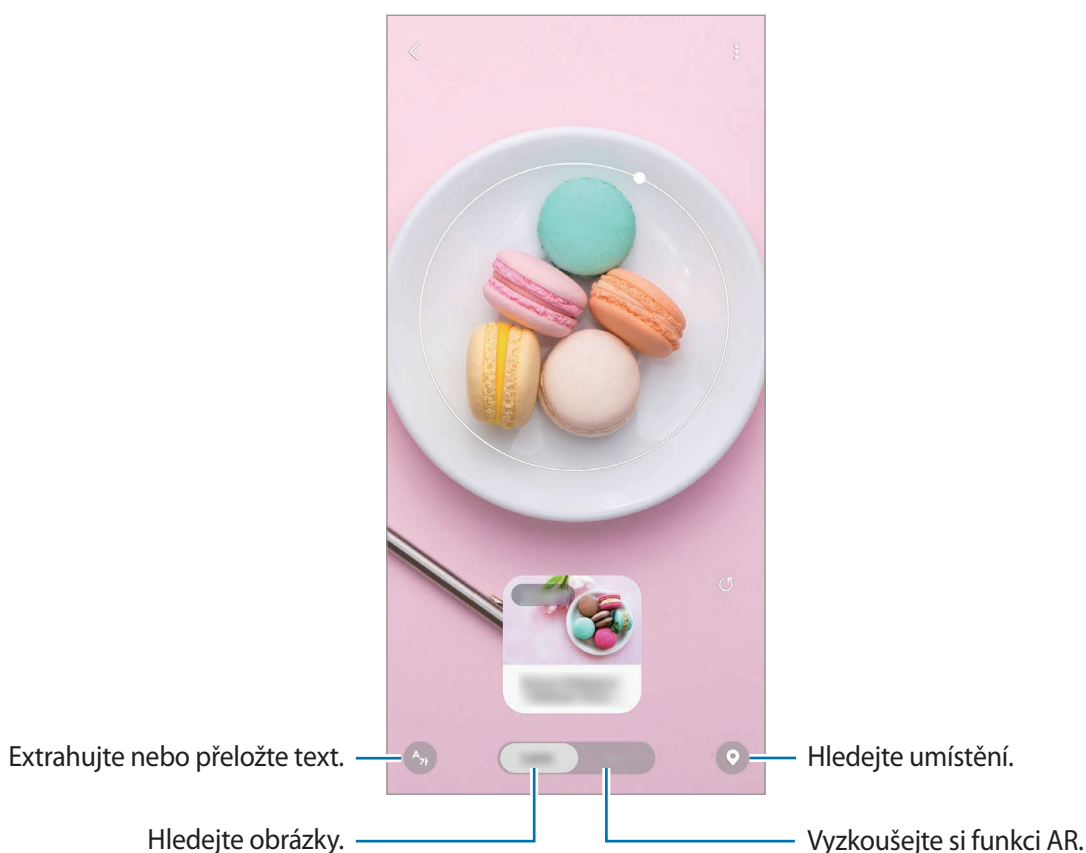 Extrahujte nebo přeložte text.
Hledejte umístění.
Hledejte obrázky.
Vyzkoušejte si funkci AR.